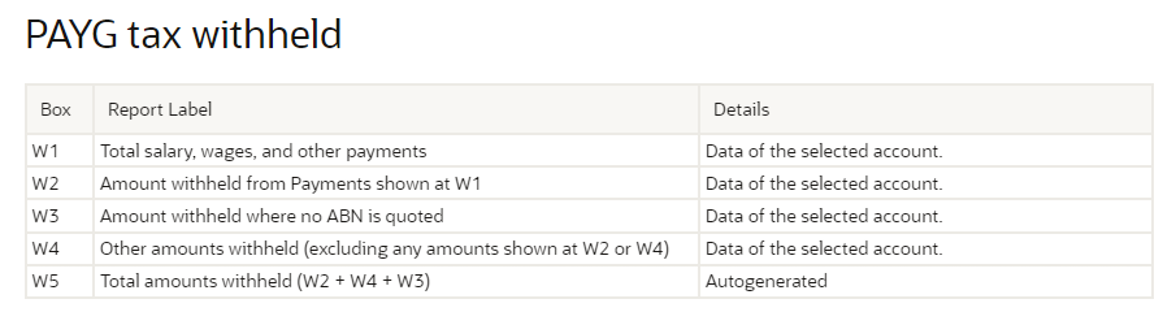 PAYG tax withheld
Box Report Label Details
W1 Total salary, wages, and other payments Data of the selected account.
W2 Amount withheld from Payments shown at W1 Data of the selected account.
W3 Amount withheld where no ABN is quoted Data of the selected account.
W4 Other amounts withheld (excluding any amounts shown at W2 or W4) Data of the selected account.
W5 Total amounts withheld (W2 + W4 + W3) Autogenerated